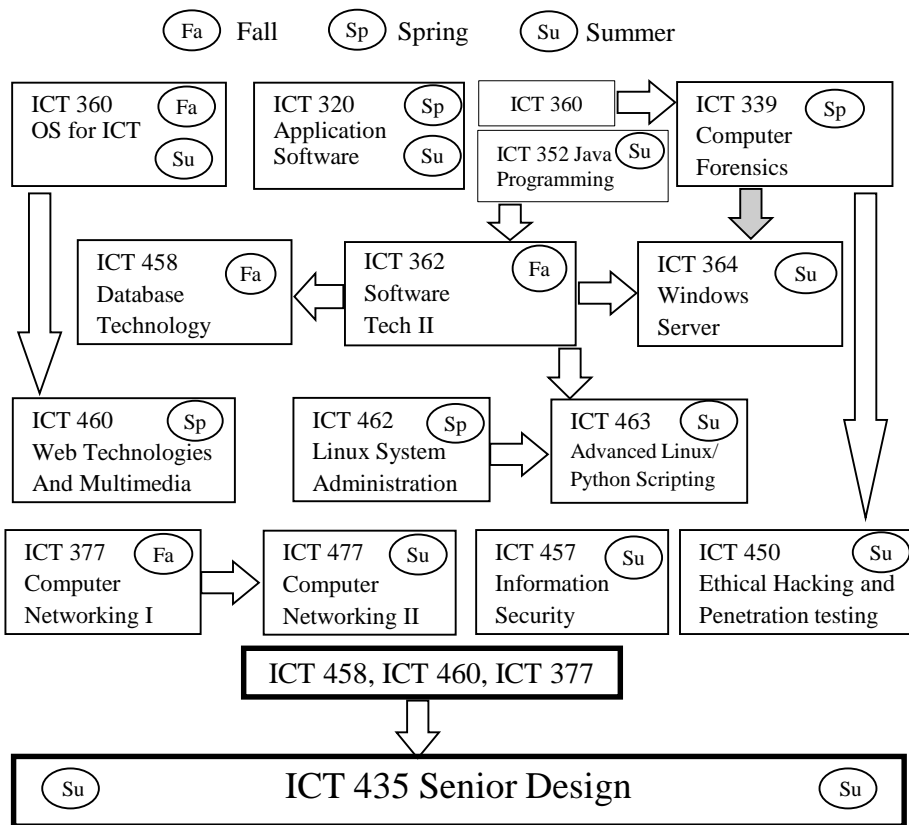 Fa Fall Sp Spring Su Summer
ICT 360 Fa
OS for ICT
Su
ICT 320 Sp
Application
Software Su
ICT 360
ICT 352 Java Su
Programming
ICT 339 Sp
Computer
Forensics
ICT 458 Fa
Database
Technology
ICT 362 Fa
Software
Tech II
ICT 364 Su
Windows
Server
ICT 460 Sp
Web Technologies
And Multimedia
ICT 462 Sp
Linux System
Administration
ICT 463 Su
Advanced Linux/
Python Scripting
ICT 377 Fa
Computer
Networking I
ICT 477 Su
Computer
Networking II
ICT 457 Su
Information
Security
ICT 450 Su
Ethical Hacking and
Penetration testing
ICT 458, ICT 460, ICT 377
Su ICT 435 Senior Design Su